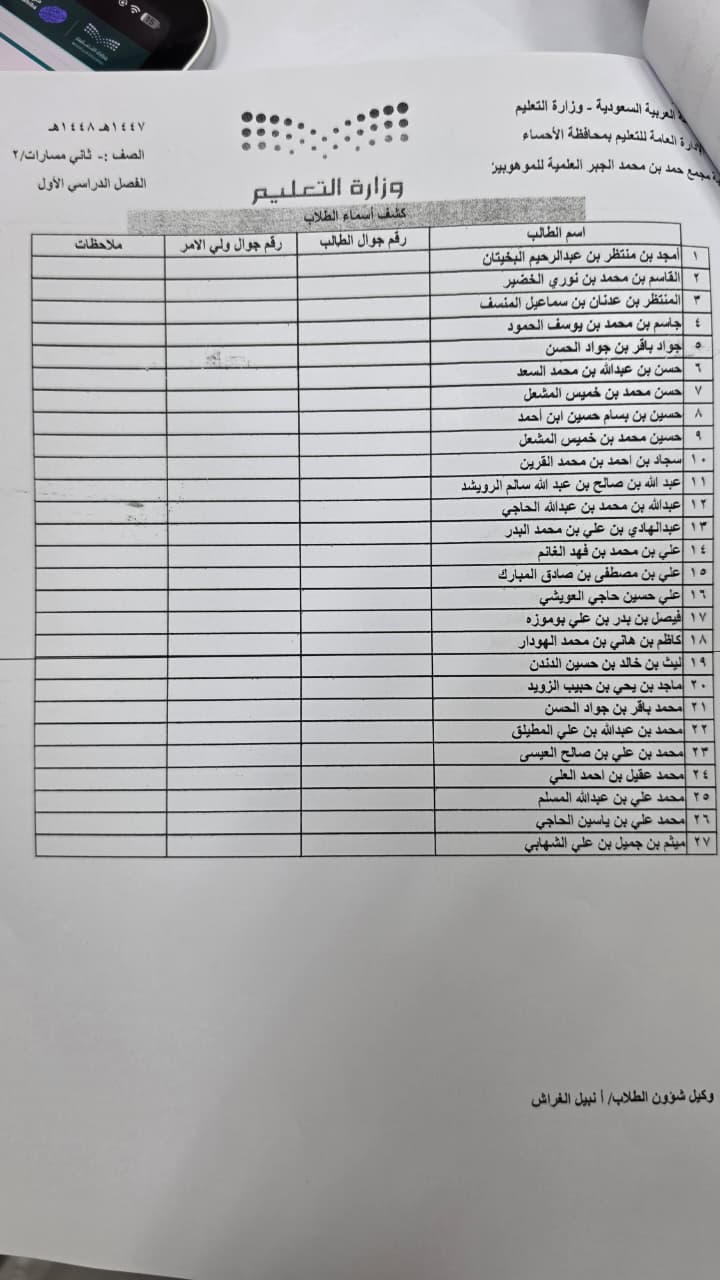 العربية السعودية - وزارة التعليم
الإدارة العامة للتعليم بمحافظة الأحساء
مجمع حمد بن محمد الجبر العلمية للموهوبين
وزارة التعليم
١٤٤٧هـ ١٤٤٨هـ
الصف :- ثاني مسارات/٢
الفصل الدراسي الأول
كشف أسماء الطلاب
اسم الطالب رقم جوال الطالب رقم جوال ولي الامر ملاحظات
١ امجد بن منتظر بن عبدالرحيم البخيتان
٢ القاسم بن محمد بن نوري الخضير
٣ المنتظر بن عدنان بن سماعيل المنسف
٤ جاسم بن محمد بن يوسف الحمود
٥ جواد باقر بن جواد الحسن
٦ حسن بن عبدالله بن محمد السعد
٧ حسن محمد بن خميس المشعل
٨ حسين بن بسام حسين ابن أحمد
٩ حسين محمد بن خميس المشعل
١٠ سجاد بن احمد بن محمد القرين
١١ عبد الله بن صالح بن عبد الله سالم الرويشد
١٢ عبدالله بن محمد بن عبدالله الحاجي
١٣ عبدالهادي بن علي بن محمد البدر
١٤ علي بن محمد بن فهد الغانم
١٥ علي بن مصطفى بن صادق المبارك
١٦ علي حسين حاجي العويشي
١٧ فيصل بن بدر بن علي بوموزه
١٨ كاظم بن هاني بن محمد الهودار
١٩ ليث بن خالد بن حسين الدندن
٢٠ ماجد بن يحي بن حبيب الزويد
٢١ محمد باقر بن جواد الحسن
٢٢ محمد بن عبدالله بن علي المطيلق
٢٣ محمد بن علي بن صالح العيسى
٢٤ محمد عقيل بن احمد العلي
٢٥ محمد علي بن عبدالله المسلم
٢٦ محمد علي بن ياسين الحاجي
٢٧ ميثم بن جميل بن علي الشهابي
وكيل شؤون الطلاب/ أ نبيل الفراش